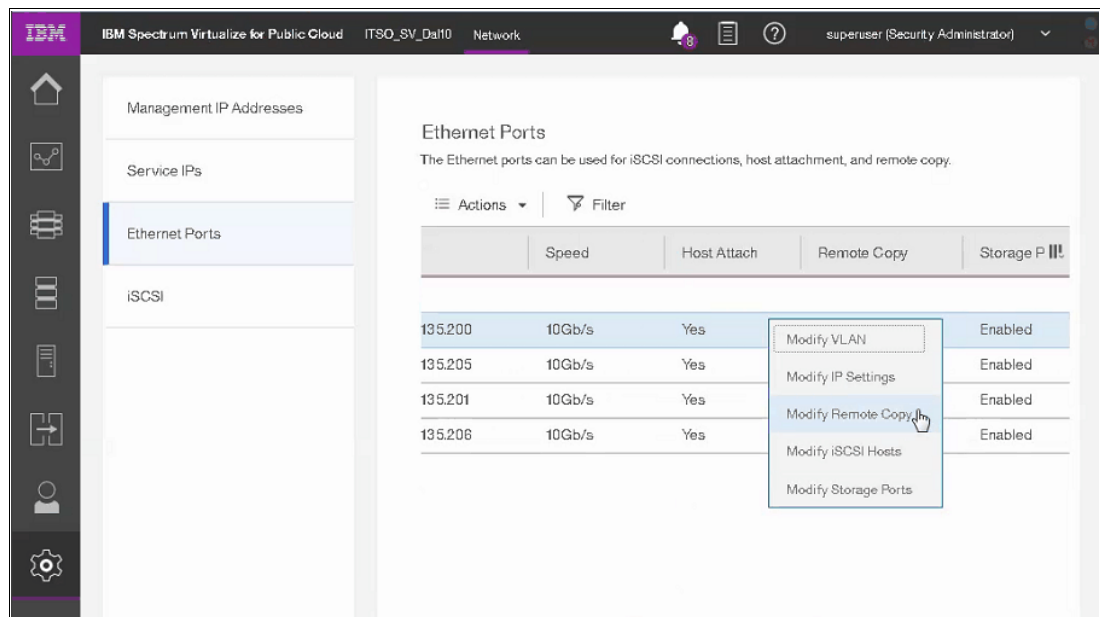 IBM IBM Spectrum Virtualize for Public Cloud ITSO_SV_Dal10 Network 8 ? superuser (Security Administrator)
Management IP Addresses
Service IPs
Ethernet Ports
iSCSI
Ethernet Ports
The Ethernet ports can be used for iSCSI connections, host attachment, and remote copy.
Actions Filter
Speed Host Attach Remote Copy Storage P
135.200 10Gb/s Yes Enabled
135.205 10Gb/s Yes Enabled
135.201 10Gb/s Yes Enabled
135.206 10Gb/s Yes Enabled
Modify VLAN
Modify IP Settings
Modify Remote Copy
Modify iSCSI Hosts
Modify Storage Ports